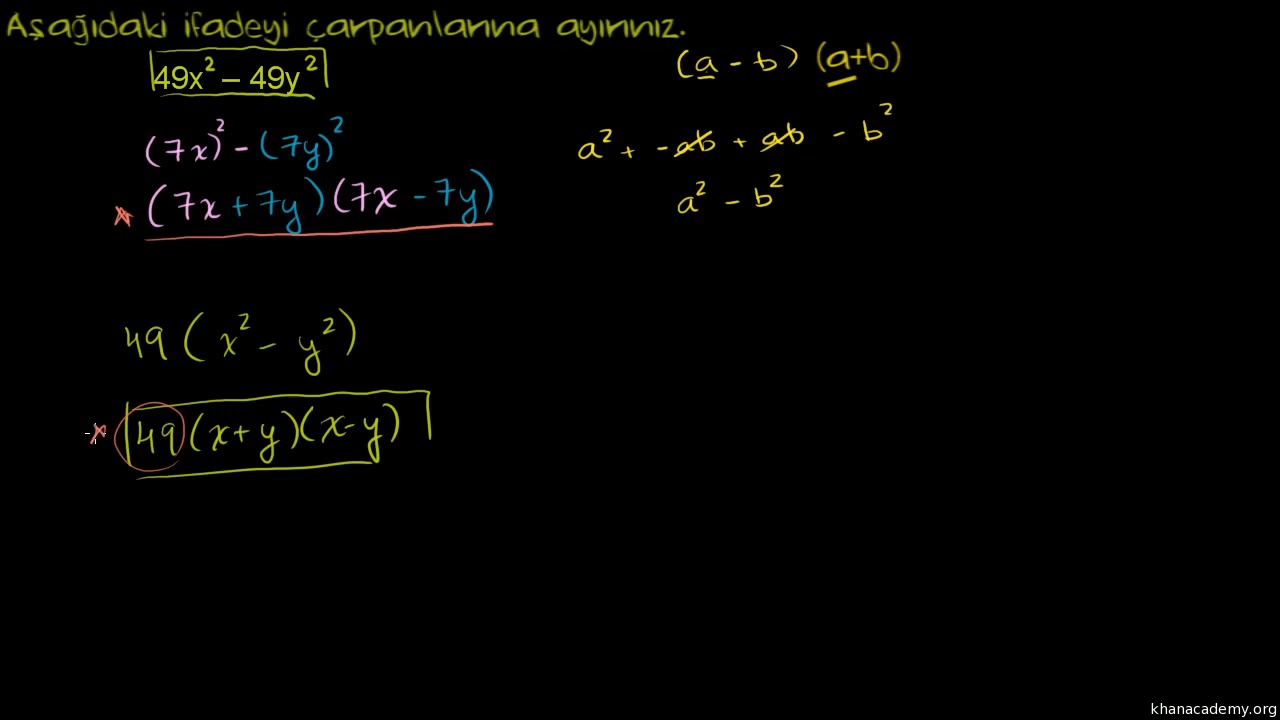 Aşağıdaki ifadeyi çarpanlarına ayırınız.
49x² – 49y²
(7x)² - (7y)²
(7x + 7y)(7x - 7y)
49(x² - y²)
49(x+y)(x-y)
(a - b)(a+b)
a² + -ab + ab - b²
a² - b²
khanacademy.org